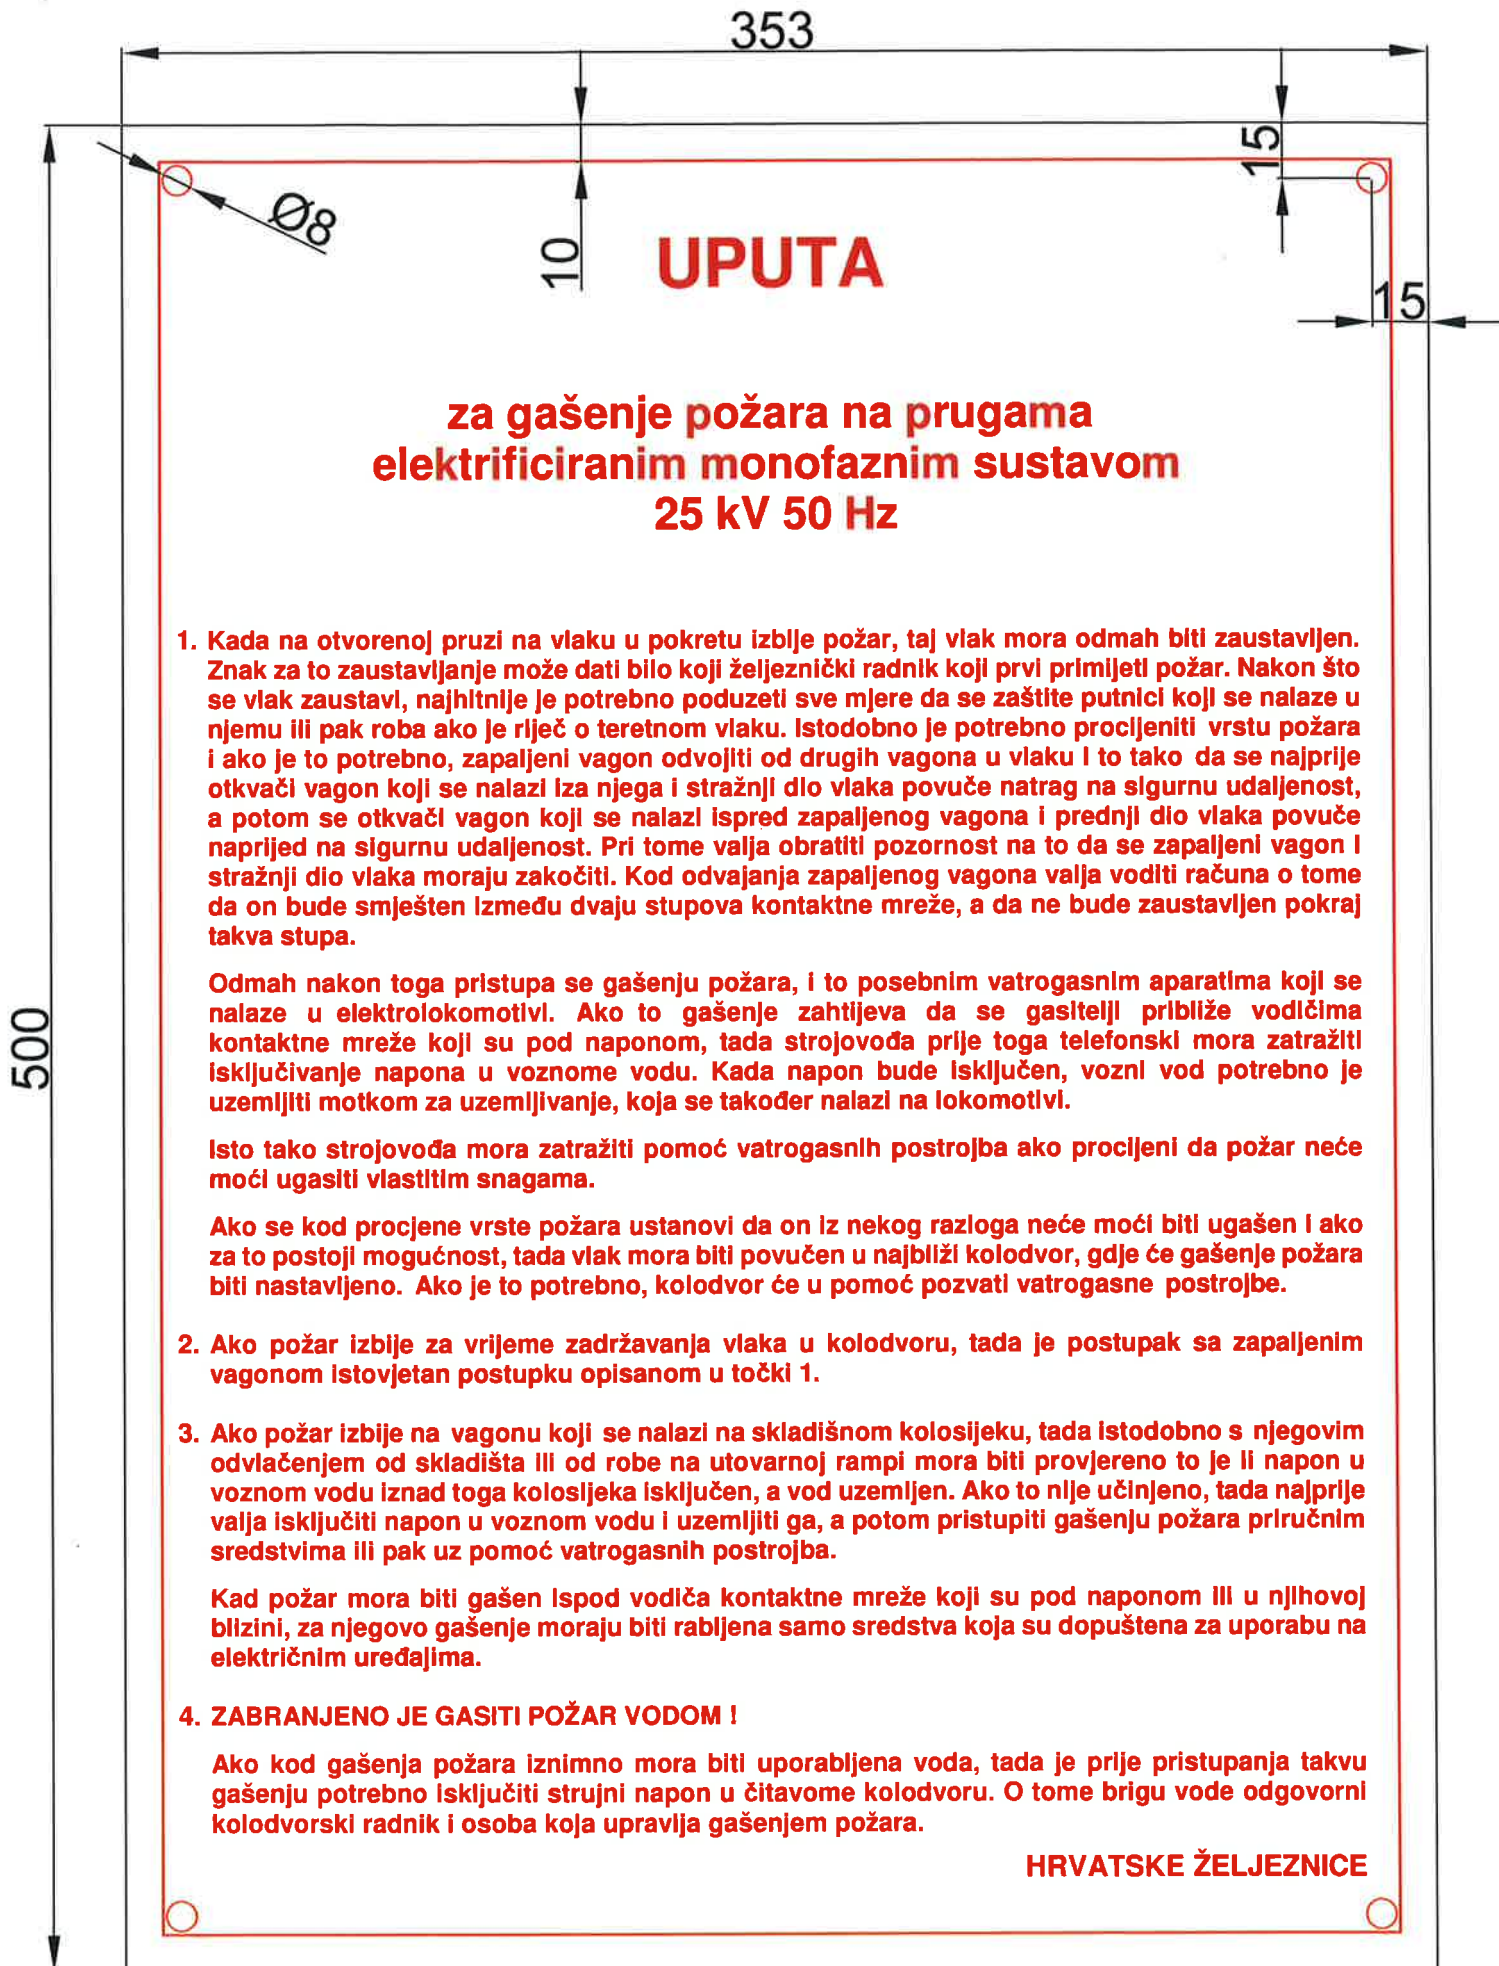 353
Ø8
10
15
15
500
UPUTA
za gašenje požara na prugama
elektrificiranim monofaznim sustavom
25 kV 50 Hz
1. Kada na otvorenoj pruzi na vlaku u pokretu izbije požar, taj vlak mora odmah biti zaustavljen.
Znak za to zaustavljanje može dati bilo koji željeznički radnik koji prvi primijeti požar. Nakon što
se vlak zaustavi, najhitnije je potrebno poduzeti sve mjere da se zaštite putnici koji se nalaze u
njemu ili pak roba ako je riječ o teretnom vlaku. Istodobno je potrebno procijeniti vrstu požara
i ako je to potrebno, zapaljeni vagon odvojiti od drugih vagona u vlaku i to tako da se najprije
otkvači vagon koji se nalazi iza njega i stražnji dio vlaka povuče natrag na sigurnu udaljenost,
a potom se otkvači vagon koji se nalazi ispred zapaljenog vagona i prednji dio vlaka povuče
naprijed na sigurnu udaljenost. Pri tome valja obratiti pozornost na to da se zapaljeni vagon i
stražnji dio vlaka moraju zakočiti. Kod odvajanja zapaljenog vagona valja voditi računa o tome
da on bude smješten između dvaju stupova kontaktne mreže, a da ne bude zaustavljen pokraj
takva stupa.
Odmah nakon toga pristupa se gašenju požara, i to posebnim vatrogasnim aparatima koji se
nalaze u elektrolokomotivi. Ako to gašenje zahtijeva da se gasitelji približe vodičima
kontaktne mreže koji su pod naponom, tada strojovođa prije toga telefonski mora zatražiti
isključivanje napona u voznome vodu. Kada napon bude isključen, vozni vod potrebno je
uzemljiti motkom za uzemljivanje, koja se također nalazi na lokomotivi.
Isto tako strojovođa mora zatražiti pomoć vatrogasnih postrojba ako procijeni da požar neće
moći ugasiti vlastitim snagama.
Ako se kod procjene vrste požara ustanovi da on iz nekog razloga neće moći biti ugašen i ako
za to postoji mogućnost, tada vlak mora biti povučen u najbliži kolodvor, gdje će gašenje požara
biti nastavljeno. Ako je to potrebno, kolodvor će u pomoć pozvati vatrogasne postrojbe.
2. Ako požar izbije za vrijeme zadržavanja vlaka u kolodvoru, tada je postupak sa zapaljenim
vagonom istovjetan postupku opisanom u točki 1.
3. Ako požar izbije na vagonu koji se nalazi na skladišnom kolosijeku, tada istodobno s njegovim
odvlačenjem od skladišta ili od robe na utovarnoj rampi mora biti provjereno to je li napon u
voznom vodu iznad toga kolosijeka isključen, a vod uzemljen. Ako to nije učinjeno, tada najprije
valja isključiti napon u voznom vodu i uzemljiti ga, a potom pristupiti gašenju požara priručnim
sredstvima ili pak uz pomoć vatrogasnih postrojba.
Kad požar mora biti gašen ispod vodiča kontaktne mreže koji su pod naponom ili u njihovoj
blizini, za njegovo gašenje moraju biti rabljena samo sredstva koja su dopuštena za uporabu na
električnim uređajima.
4. ZABRANJENO JE GASITI POŽAR VODOM !
Ako kod gašenja požara iznimno mora biti uporabljena voda, tada je prije pristupanja takvu
gašenju potrebno isključiti strujni napon u čitavome kolodvoru. O tome brigu vode odgovorni
kolodvorski radnik i osoba koja upravlja gašenjem požara.
HRVATSKE ŽELJEZNICE